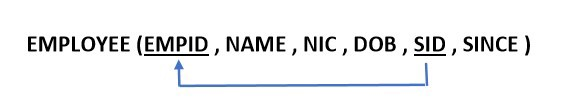 EMPLOYEE (EMPID , NAME , NIC , DOB , SID , SINCE )